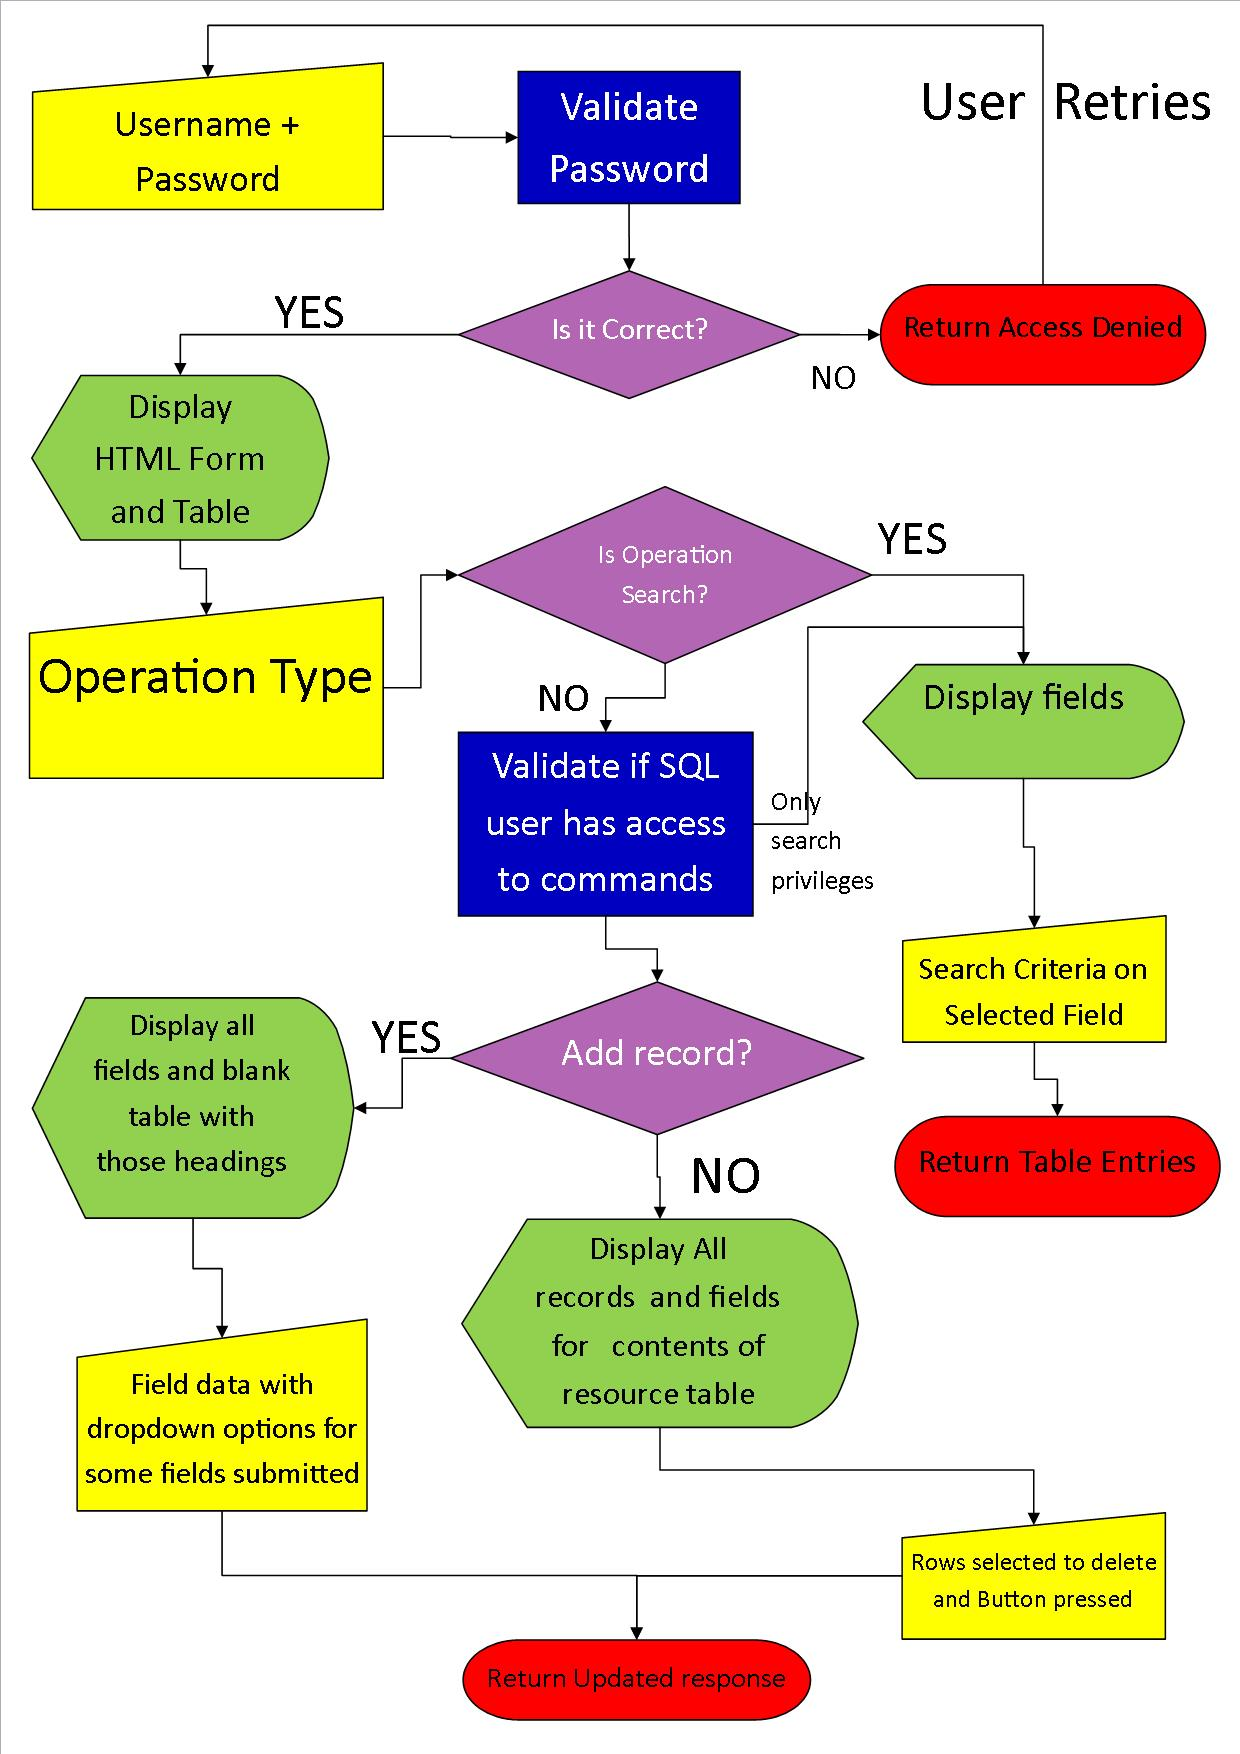 Username +
Password
Validate
Password
User Retries
YES
Is it Correct?
NO
Return Access Denied
Display
HTML Form
and Table
Is Operation
Search?
YES
Operation Type
NO
Display fields
Validate if SQL
user has access
to commands
Only
search
privileges
Search Criteria on
Selected Field
Display all
fields and blank
table with
those headings
YES
Add record?
NO
Return Table Entries
Display All
records and fields
for contents of
resource table
Field data with
dropdown options for
some fields submitted
Rows selected to delete
and Button pressed
Return Updated response